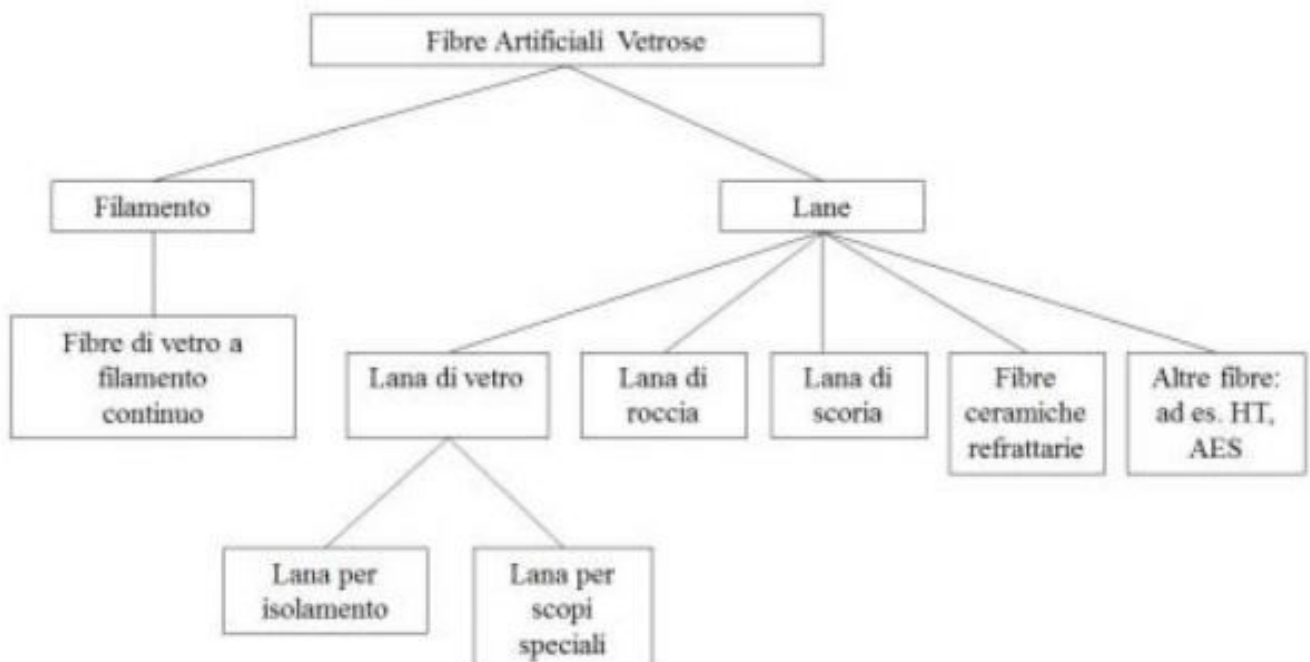 Fibre Artificiali Vetrose
Filamento
Lane
Fibre di vetro a
filamento
continuo
Lana di vetro
Lana di
roccia
Lana di
scoria
Fibre
ceramiche
refrattarie
Altre fibre:
ad es. HT,
AES
Lana per
isolamento
Lana per
scopi
speciali